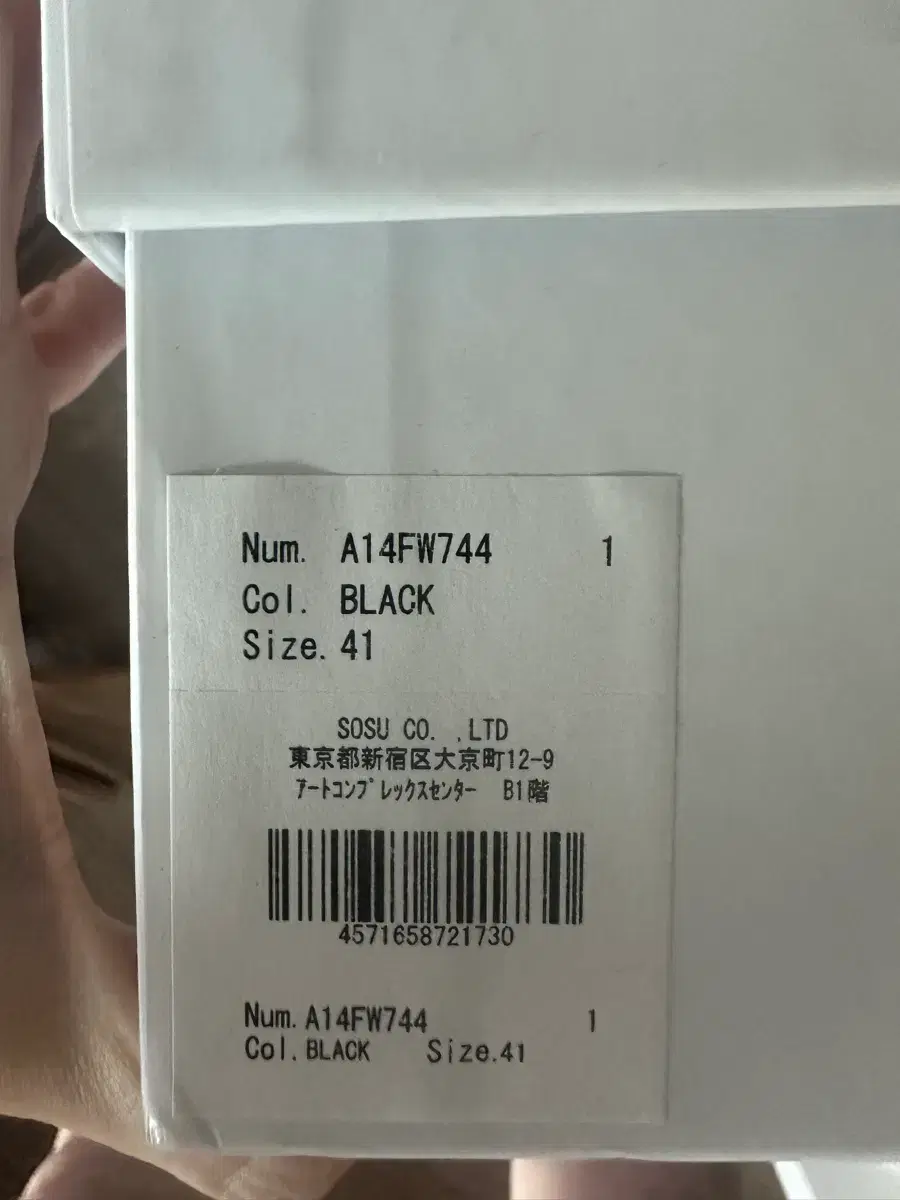 Num. A14FW744 1
Col. BLACK
Size. 41
SOSU CO. ,LTD
東京都新宿区大京町12-9
ｱｰﾄｺﾝﾌﾟﾚｯｸｽｾﾝﾀｰ B1階
4571658721730
Num. A14FW744 1
Col. BLACK Size.41